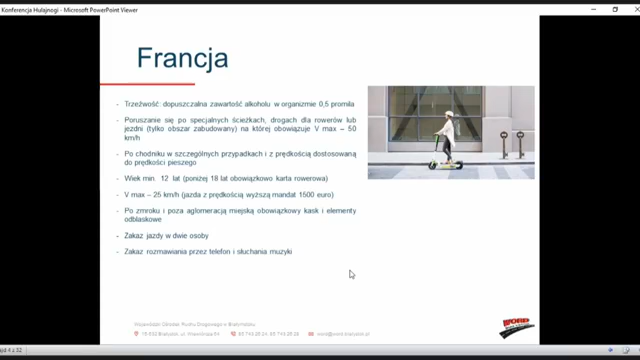 Konferencja Hulajnogi - Microsoft PowerPoint Viewer
Francja
- Trzeźwość: dopuszczalna zawartość alkoholu w organizmie 0,5 promila
- Poruszanie się po specjalnych ścieżkach, drogach dla rowerów lub
jezdni (tylko obszar zabudowany) na której obowiązuje V max – 50
km/h
- Po chodniku w szczególnych przypadkach i z prędkością dostosowaną
do prędkości pieszego
- Wiek min. 12 lat (poniżej 18 lat obowiązkowo karta rowerowa)
- V max – 25 km/h (jazda z prędkością wyższą mandat 1500 euro)
- Po zmroku i poza aglomeracją miejską obowiązkowy kask i elementy
odblaskowe
- Zakaz jazdy w dwie osoby
- Zakaz rozmawiania przez telefon i słuchania muzyki
Wojewódzki Ośrodek Ruchu Drogowego w Białymstoku
WORD
ajd 4 z 32